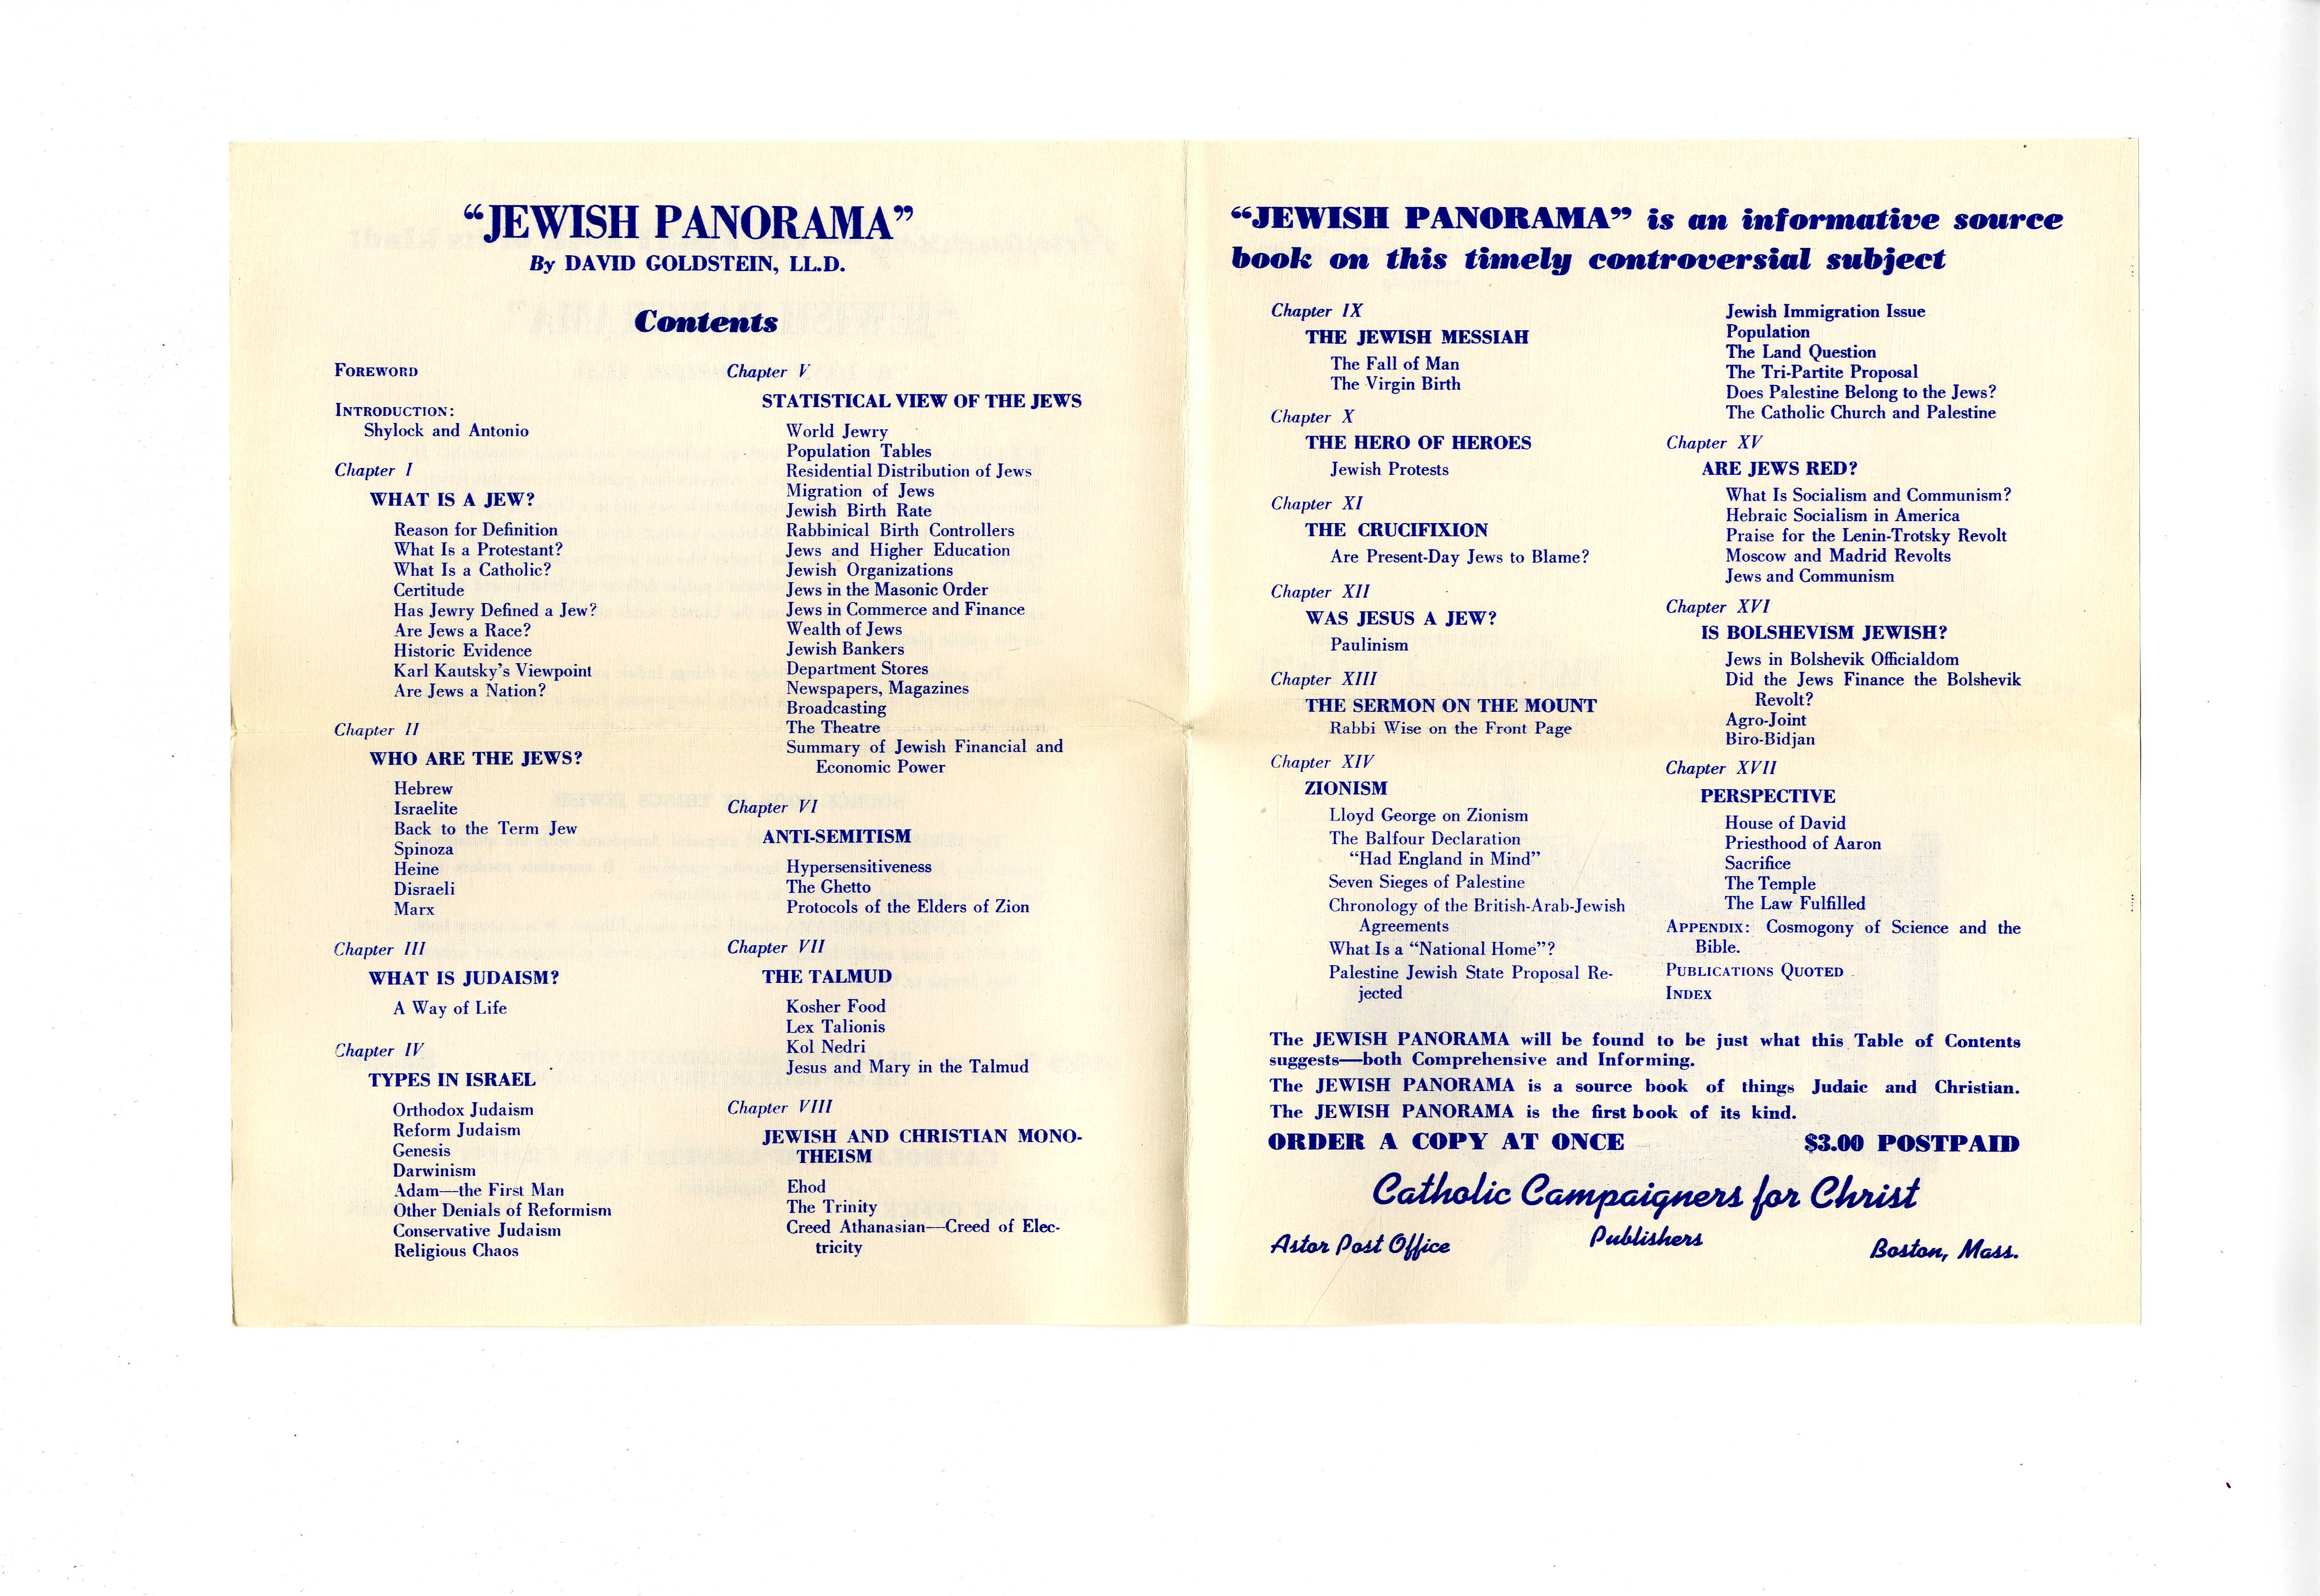 “JEWISH PANORAMA”
By DAVID GOLDSTEIN, LL.D.
Contents
FOREWORD
INTRODUCTION:
Shylock and Antonio
Chapter I
WHAT IS A JEW?
Reason for Definition
What Is a Protestant?
What Is a Catholic?
Certitude
Has Jewry Defined a Jew?
Are Jews a Race?
Historic Evidence
Karl Kautsky’s Viewpoint
Are Jews a Nation?
Chapter II
WHO ARE THE JEWS?
Hebrew
Israelite
Back to the Term Jew
Spinoza
Heine
Disraeli
Marx
Chapter III
WHAT IS JUDAISM?
A Way of Life
Chapter IV
TYPES IN ISRAEL
Orthodox Judaism
Reform Judaism
Genesis
Darwinism
Adam—the First Man
Other Denials of Reformism
Conservative Judaism
Religious Chaos
Chapter V
STATISTICAL VIEW OF THE JEWS
World Jewry
Population Tables
Residential Distribution of Jews
Migration of Jews
Jewish Birth Rate
Rabbinical Birth Controllers
Jews and Higher Education
Jewish Organizations
Jews in the Masonic Order
Jews in Commerce and Finance
Wealth of Jews
Jewish Bankers
Department Stores
Newspapers, Magazines
Broadcasting
The Theatre
Summary of Jewish Financial and
Economic Power
Chapter VI
ANTI-SEMITISM
Hypersensitiveness
The Ghetto
Protocols of the Elders of Zion
Chapter VII
THE TALMUD
Kosher Food
Lex Talionis
Kol Nedri
Jesus and Mary in the Talmud
Chapter VIII
JEWISH AND CHRISTIAN MONO-
THEISM
Ehod
The Trinity
Creed Athanasian—Creed of Elec-
tricity
“JEWISH PANORAMA” is an informative source
book on this timely controversial subject
Chapter IX
THE JEWISH MESSIAH
The Fall of Man
The Virgin Birth
Chapter X
THE HERO OF HEROES
Jewish Protests
Chapter XI
THE CRUCIFIXION
Are Present-Day Jews to Blame?
Chapter XII
WAS JESUS A JEW?
Paulinism
Chapter XIII
THE SERMON ON THE MOUNT
Rabbi Wise on the Front Page
Chapter XIV
ZIONISM
Lloyd George on Zionism
The Balfour Declaration
“Had England in Mind”
Seven Sieges of Palestine
Chronology of the British-Arab-Jewish
Agreements
What Is a “National Home”?
Palestine Jewish State Proposal Re-
jected
Jewish Immigration Issue
Population
The Land Question
The Tri-Partite Proposal
Does Palestine Belong to the Jews?
The Catholic Church and Palestine
Chapter XV
ARE JEWS RED?
What Is Socialism and Communism?
Hebraic Socialism in America
Praise for the Lenin-Trotsky Revolt
Moscow and Madrid Revolts
Jews and Communism
Chapter XVI
IS BOLSHEVISM JEWISH?
Jews in Bolshevik Officialdom
Did the Jews Finance the Bolshevik
Revolt?
Agro-Joint
Biro-Bidjan
Chapter XVII
PERSPECTIVE
House of David
Priesthood of Aaron
Sacrifice
The Temple
The Law Fulfilled
APPENDIX: Cosmogony of Science and the
Bible.
PUBLICATIONS QUOTED
INDEX
The JEWISH PANORAMA will be found to be just what this Table of Contents
suggests—both Comprehensive and Informing.
The JEWISH PANORAMA is a source book of things Judaic and Christian.
The JEWISH PANORAMA is the first book of its kind.
ORDER A COPY AT ONCE $3.00 POSTPAID
Catholic Campaigners for Christ
Publishers
Astor Post Office Boston, Mass.